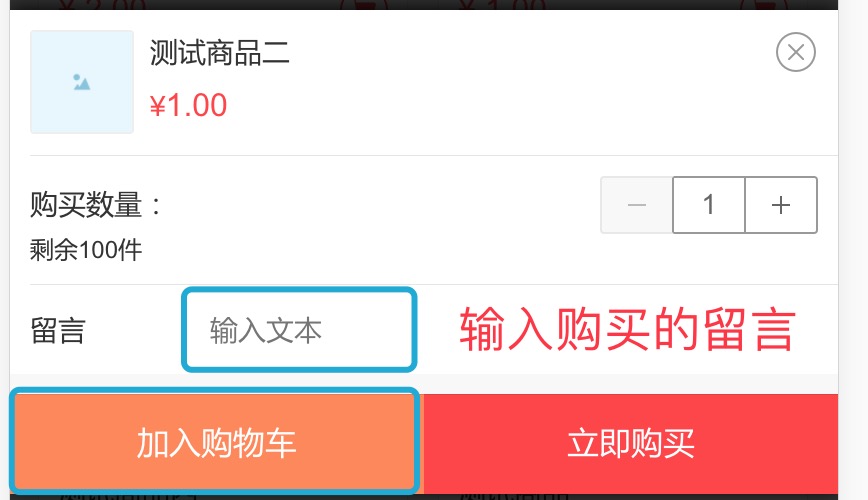 测试商品二
¥1.00
购买数量：
1
剩余100件
留言
输入文本
输入购买的留言
加入购物车
立即购买